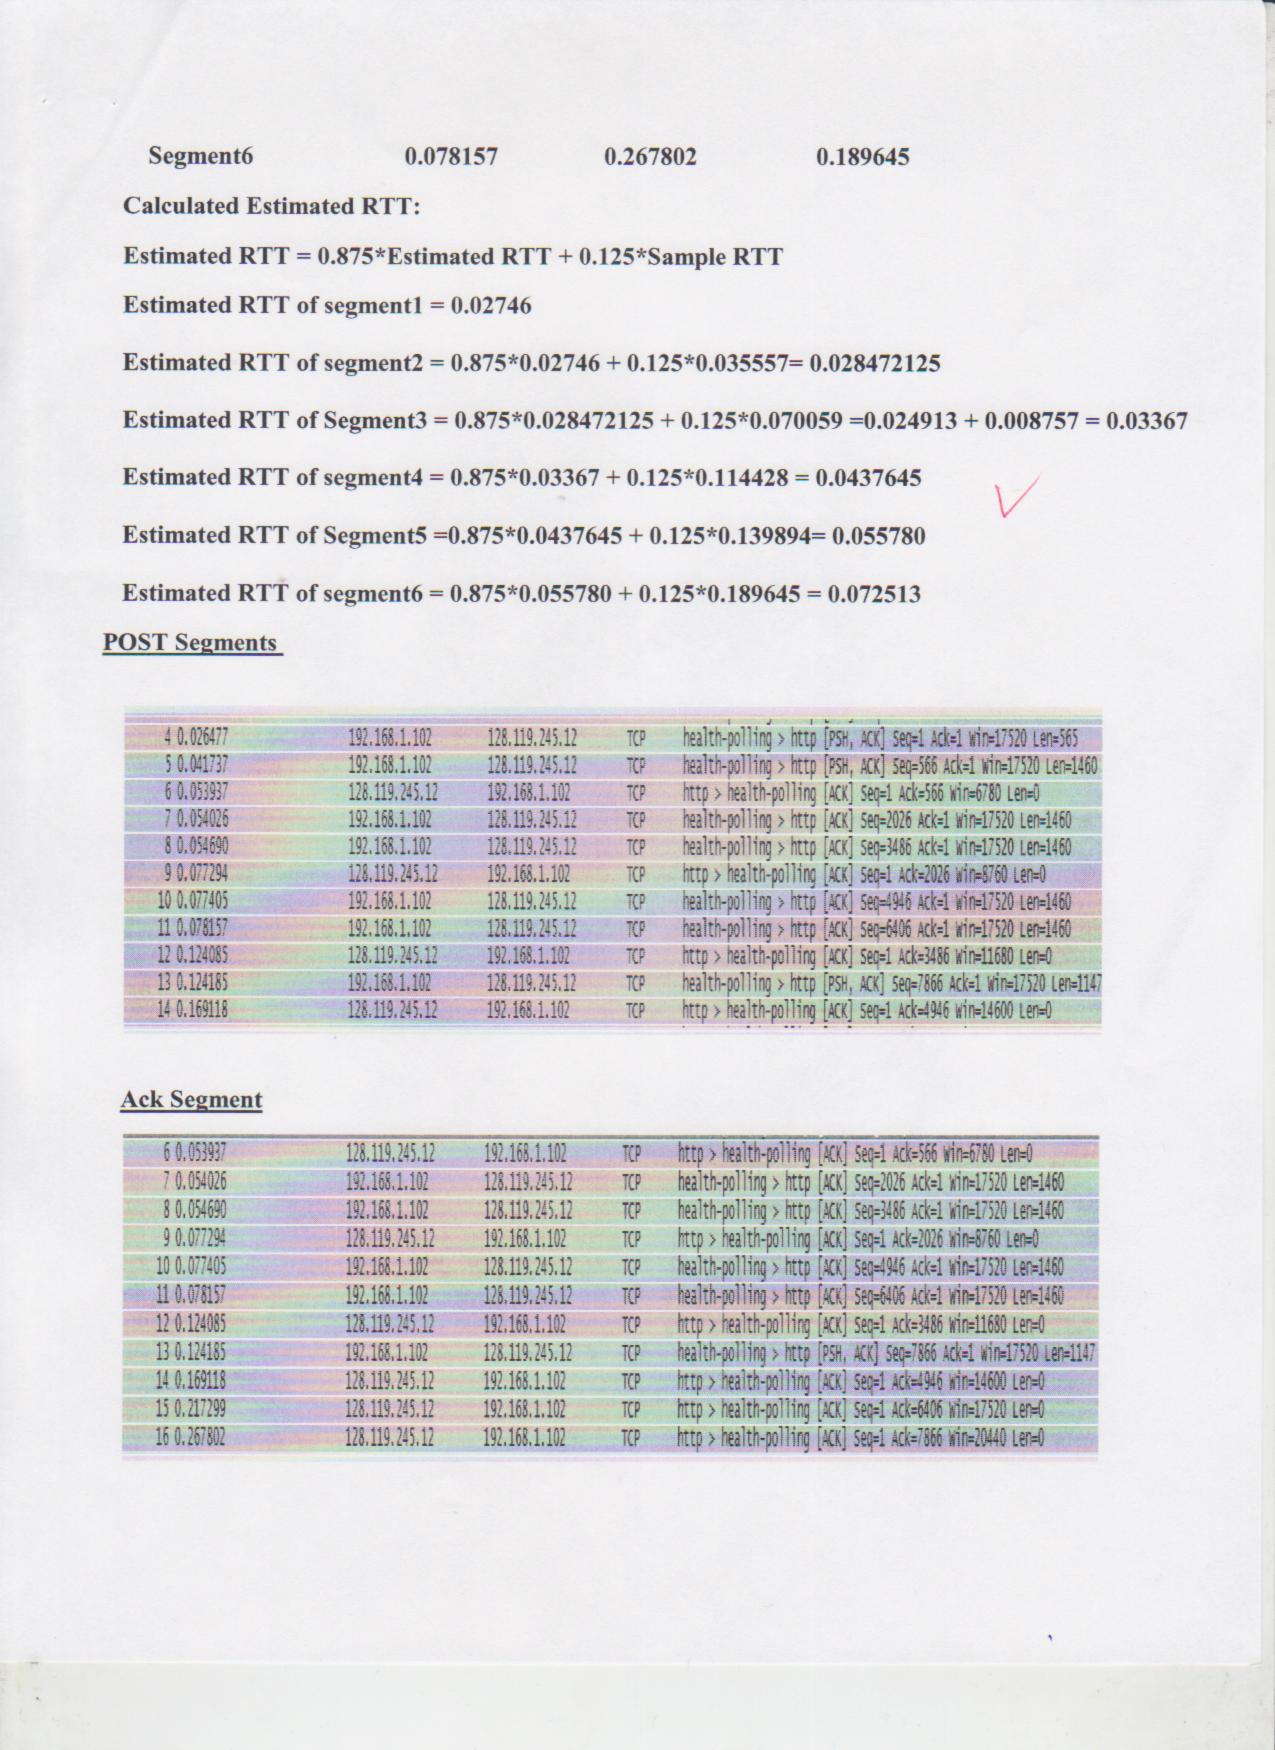 Segment6 0.078157 0.267802 0.189645
Calculated Estimated RTT:
Estimated RTT = 0.875*Estimated RTT + 0.125*Sample RTT
Estimated RTT of segment1 = 0.02746
Estimated RTT of segment2 = 0.875*0.02746 + 0.125*0.035557= 0.028472125
Estimated RTT of Segment3 = 0.875*0.028472125 + 0.125*0.070059 =0.024913 + 0.008757 = 0.03367
Estimated RTT of segment4 = 0.875*0.03367 + 0.125*0.114428 = 0.0437645
Estimated RTT of Segment5 =0.875*0.0437645 + 0.125*0.139894= 0.055780
Estimated RTT of segment6 = 0.875*0.055780 + 0.125*0.189645 = 0.072513
POST Segments
4 0.026477 192.168.1.102 128.119.245.12 TCP health-polling > http [PSH, ACK] Seq=1 Ack=1 Win=17520 Len=565
5 0.041737 192.168.1.102 128.119.245.12 TCP health-polling > http [PSH, ACK] Seq=566 Ack=1 Win=17520 Len=1460
6 0.053937 128.119.245.12 192.168.1.102 TCP http > health-polling [ACK] Seq=1 Ack=566 Win=6780 Len=0
7 0.054026 192.168.1.102 128.119.245.12 TCP health-polling > http [ACK] Seq=2026 Ack=1 Win=17520 Len=1460
8 0.054690 192.168.1.102 128.119.245.12 TCP health-polling > http [ACK] Seq=3486 Ack=1 Win=17520 Len=1460
9 0.077294 128.119.245.12 192.168.1.102 TCP http > health-polling [ACK] Seq=1 Ack=2026 Win=8760 Len=0
10 0.077405 192.168.1.102 128.119.245.12 TCP health-polling > http [ACK] Seq=4946 Ack=1 Win=17520 Len=1460
11 0.078157 192.168.1.102 128.119.245.12 TCP health-polling > http [ACK] Seq=6406 Ack=1 Win=17520 Len=1460
12 0.124085 128.119.245.12 192.168.1.102 TCP http > health-polling [ACK] Seq=1 Ack=3486 Win=11680 Len=0
13 0.124185 192.168.1.102 128.119.245.12 TCP health-polling > http [PSH, ACK] Seq=7866 Ack=1 Win=17520 Len=1147
14 0.169118 128.119.245.12 192.168.1.102 TCP http > health-polling [ACK] Seq=1 Ack=4946 Win=14600 Len=0
Ack Segment
6 0.053937 128.119.245.12 192.168.1.102 TCP http > health-polling [ACK] Seq=1 Ack=566 Win=6780 Len=0
7 0.054026 192.168.1.102 128.119.245.12 TCP health-polling > http [ACK] Seq=2026 Ack=1 Win=17520 Len=1460
8 0.054690 192.168.1.102 128.119.245.12 TCP health-polling > http [ACK] Seq=3486 Ack=1 Win=17520 Len=1460
9 0.077294 128.119.245.12 192.168.1.102 TCP http > health-polling [ACK] Seq=1 Ack=2026 Win=8760 Len=0
10 0.077405 192.168.1.102 128.119.245.12 TCP health-polling > http [ACK] Seq=4946 Ack=1 Win=17520 Len=1460
11 0.078157 192.168.1.102 128.119.245.12 TCP health-polling > http [ACK] Seq=6406 Ack=1 Win=17520 Len=1460
12 0.124085 128.119.245.12 192.168.1.102 TCP http > health-polling [ACK] Seq=1 Ack=3486 Win=11680 Len=0
13 0.124185 192.168.1.102 128.119.245.12 TCP health-polling > http [PSH, ACK] Seq=7866 Ack=1 Win=17520 Len=1147
14 0.169118 128.119.245.12 192.168.1.102 TCP http > health-polling [ACK] Seq=1 Ack=4946 Win=14600 Len=0
15 0.217299 128.119.245.12 192.168.1.102 TCP http > health-polling [ACK] Seq=1 Ack=6406 Win=17520 Len=0
16 0.267802 128.119.245.12 192.168.1.102 TCP http > health-polling [ACK] Seq=1 Ack=7866 Win=20440 Len=0